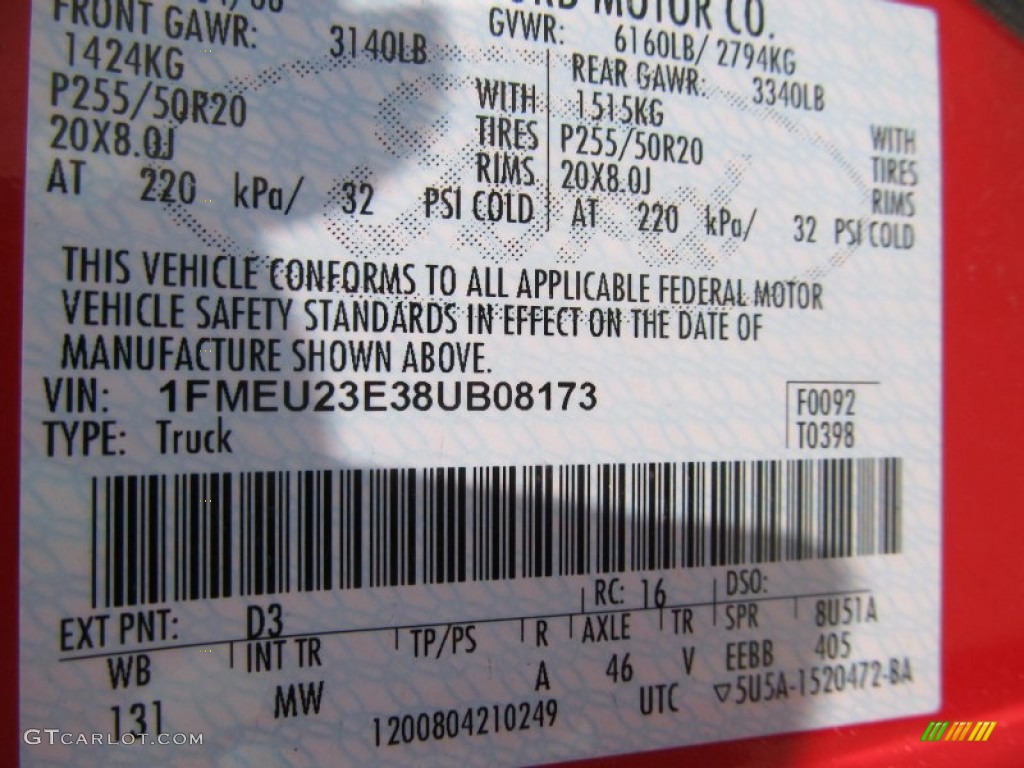 MOTOR CO.
FRONT GAWR: 3140LB GVWR: 6160LB/ 2794KG
1424KG REAR GAWR: 3340LB
P255/50R20 WITH 1515KG WITH
20X8.0J TIRES P255/50R20 TIRES
RIMS 20X8.0J RIMS
AT 220 kPa/ 32 PSI COLD AT 220 kPa/ 32 PSI COLD
THIS VEHICLE CONFORMS TO ALL APPLICABLE FEDERAL MOTOR
VEHICLE SAFETY STANDARDS IN EFFECT ON THE DATE OF
MANUFACTURE SHOWN ABOVE.
VIN: 1FMEU23E38UB08173 F0092
TYPE: Truck T0398
EXT PNT: D3 RC: 16 DSO:
WB INT TR TP/PS R AXLE TR SPR 8U51A
131 MW A 46 V EEBB 405
1200804210249 UTC ▽5U5A-1520472-BA
GTCARLOT.COM